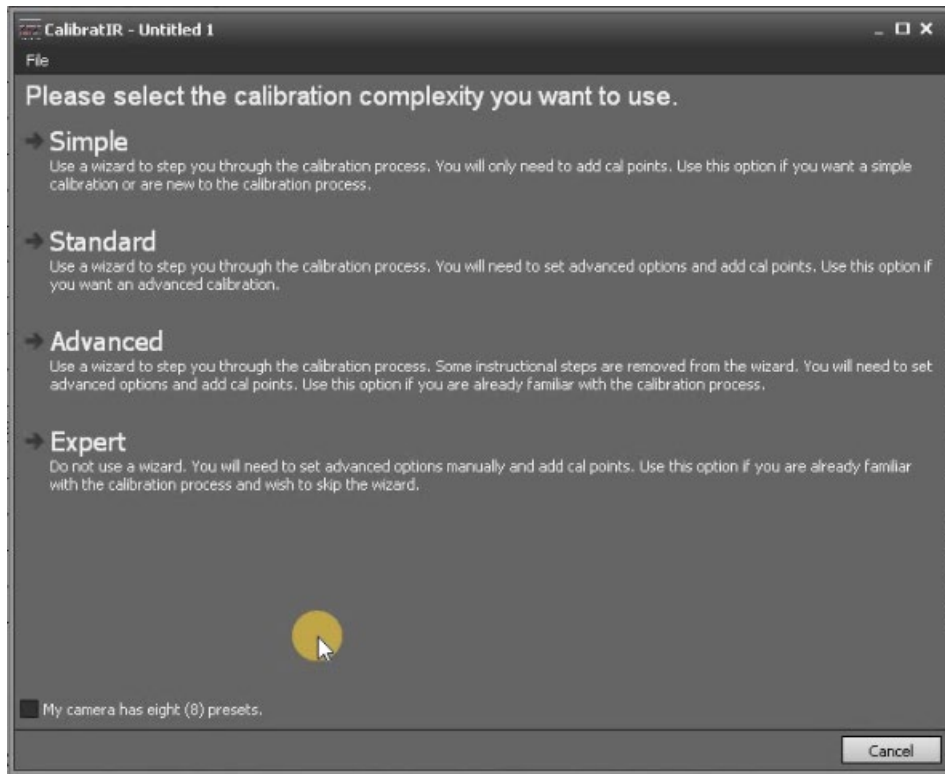 CalibratIR - Untitled 1
File
Please select the calibration complexity you want to use.
Simple
Use a wizard to step you through the calibration process. You will only need to add cal points. Use this option if you want a simple
calibration or are new to the calibration process.
Standard
Use a wizard to step you through the calibration process. You will need to set advanced options and add cal points. Use this option if
you want an advanced calibration.
Advanced
Use a wizard to step you through the calibration process. Some instructional steps are removed from the wizard. You will need to set
advanced options and add cal points. Use this option if you are already familiar with the calibration process.
Expert
Do not use a wizard. You will need to set advanced options manually and add cal points. Use this option if you are already familiar
with the calibration process and wish to skip the wizard.
My camera has eight (8) presets.
Cancel